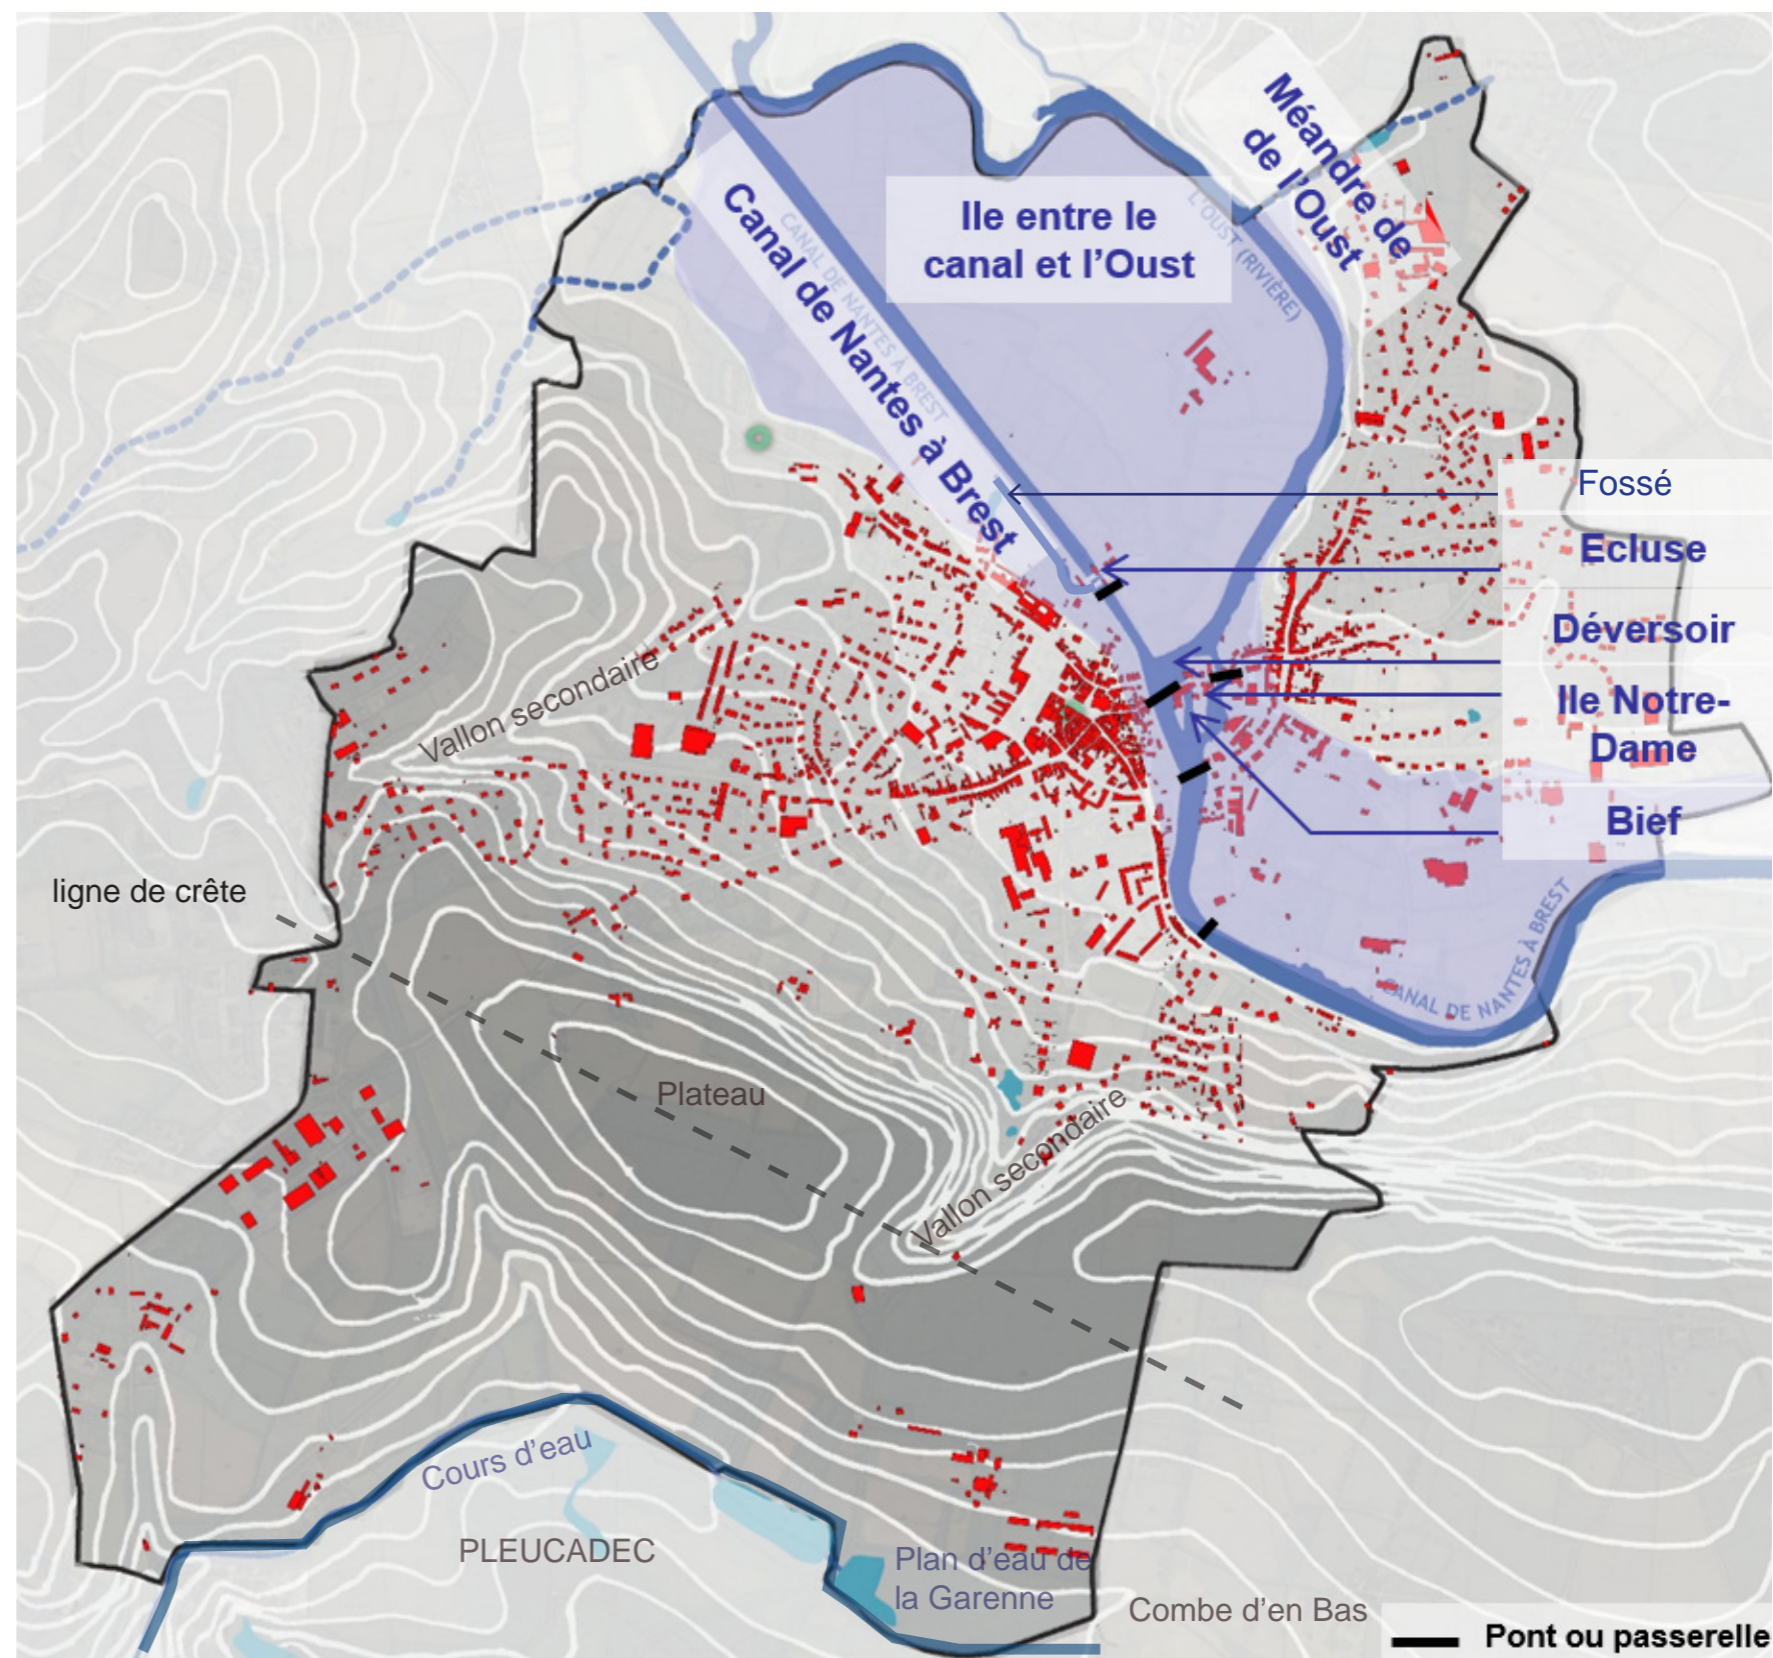 Méandre de
de l'Oust
Ile entre le
canal et l'Oust
L'OUST (RIVIÈRE)
Canal de Nantes à Brest
CANAL DE NANTES À BREST
Fossé
Ecluse
Déversoir
Ile Notre-
Dame
Bief
Vallon secondaire
ligne de crête
CANAL DE NANTES À BREST
Plateau
Vallon secondaire
Cours d'eau
PLEUCADEC
Plan d'eau de
la Garenne
Combe d'en Bas
Pont ou passerelle